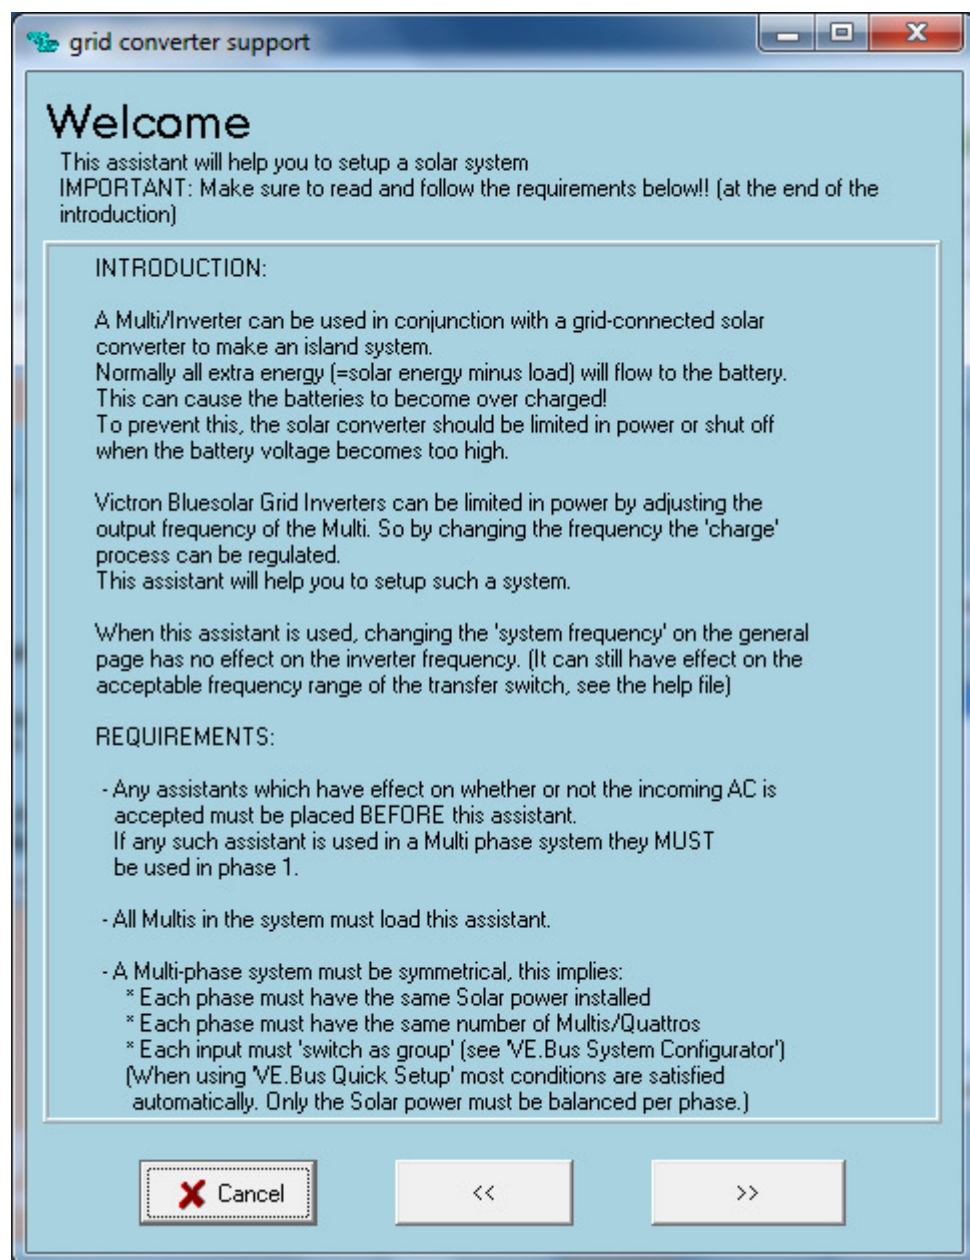 grid converter support
Welcome
This assistant will help you to setup a solar system
IMPORTANT: Make sure to read and follow the requirements below!! (at the end of the
introduction)
INTRODUCTION:
A Multi/Inverter can be used in conjunction with a grid-connected solar
converter to make an island system.
Normally all extra energy (=solar energy minus load) will flow to the battery.
This can cause the batteries to become over charged!
To prevent this, the solar converter should be limited in power or shut off
when the battery voltage becomes too high.
Victron Bluesolar Grid Inverters can be limited in power by adjusting the
output frequency of the Multi. So by changing the frequency the 'charge'
process can be regulated.
This assistant will help you to setup such a system.
When this assistant is used, changing the 'system frequency' on the general
page has no effect on the inverter frequency. (It can still have effect on the
acceptable frequency range of the transfer switch, see the help file)
REQUIREMENTS:
- Any assistants which have effect on whether or not the incoming AC is
accepted must be placed BEFORE this assistant.
If any such assistant is used in a Multi phase system they MUST
be used in phase 1.
- All Multis in the system must load this assistant.
- A Multi-phase system must be symmetrical, this implies:
* Each phase must have the same Solar power installed
* Each phase must have the same number of Multis/Quattros
* Each input must 'switch as group' (see 'VE.Bus System Configurator')
(When using 'VE.Bus Quick Setup' most conditions are satisfied
automatically. Only the Solar power must be balanced per phase.)
Cancel
<<
>>